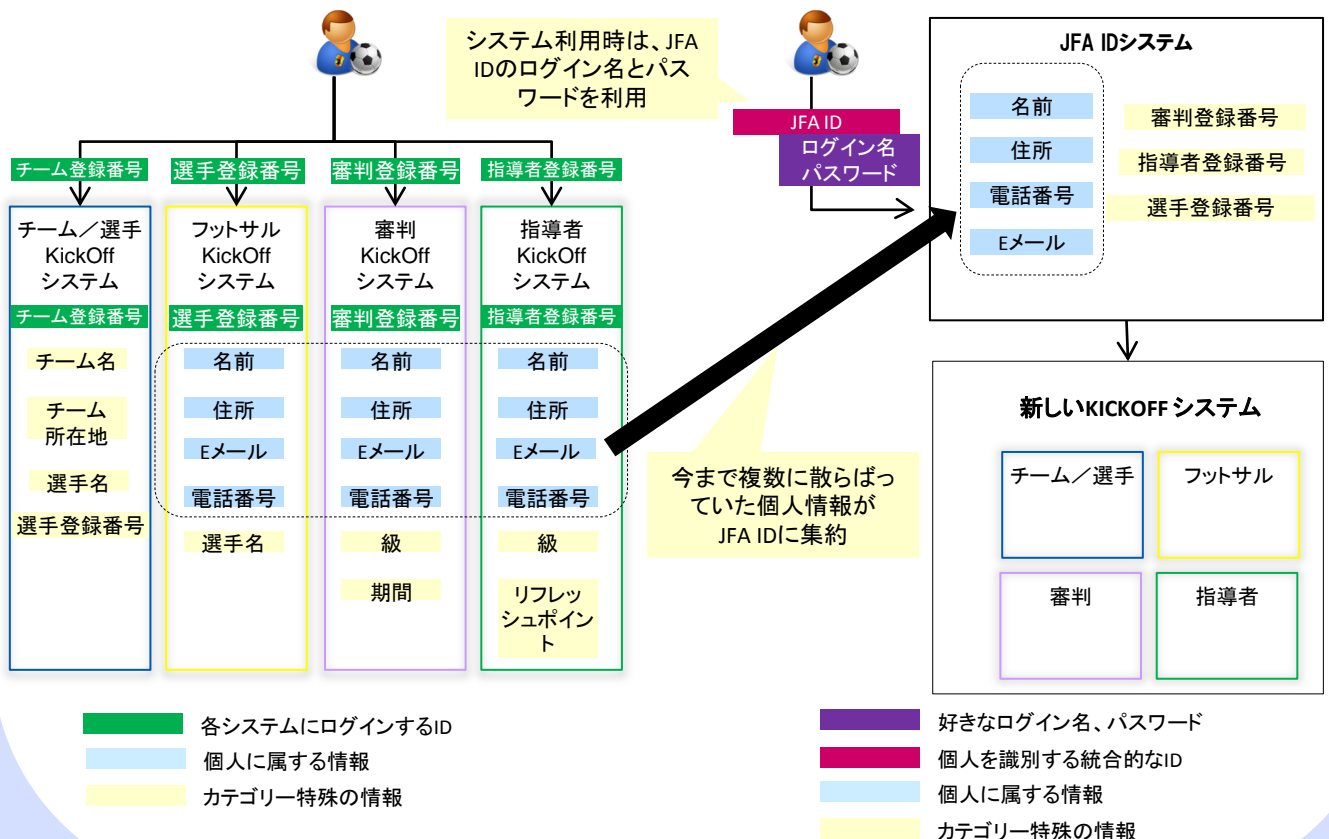 システム利用時は、JFA
IDのログイン名とパス
ワードを利用
チーム登録番号
選手登録番号
審判登録番号
指導者登録番号
チーム／選手
KickOff
システム
チーム登録番号
チーム名
チーム
所在地
選手名
選手登録番号
フットサル
KickOff
システム
選手登録番号
名前
住所
Eメール
電話番号
選手名
審判
KickOff
システム
審判登録番号
名前
住所
Eメール
電話番号
級
期間
指導者
KickOff
システム
指導者登録番号
名前
住所
Eメール
電話番号
級
リフレッ
シュポイン
ト
各システムにログインするID
個人に属する情報
カテゴリー特殊の情報
JFA ID
ログイン名
パスワード
JFA IDシステム
名前
住所
電話番号
Eメール
審判登録番号
指導者登録番号
選手登録番号
今まで複数に散らばっ
ていた個人情報が
JFA IDに集約
新しいKICKOFF システム
チーム／選手
フットサル
審判
指導者
好きなログイン名、パスワード
個人を識別する統合的なID
個人に属する情報
カテゴリー特殊の情報